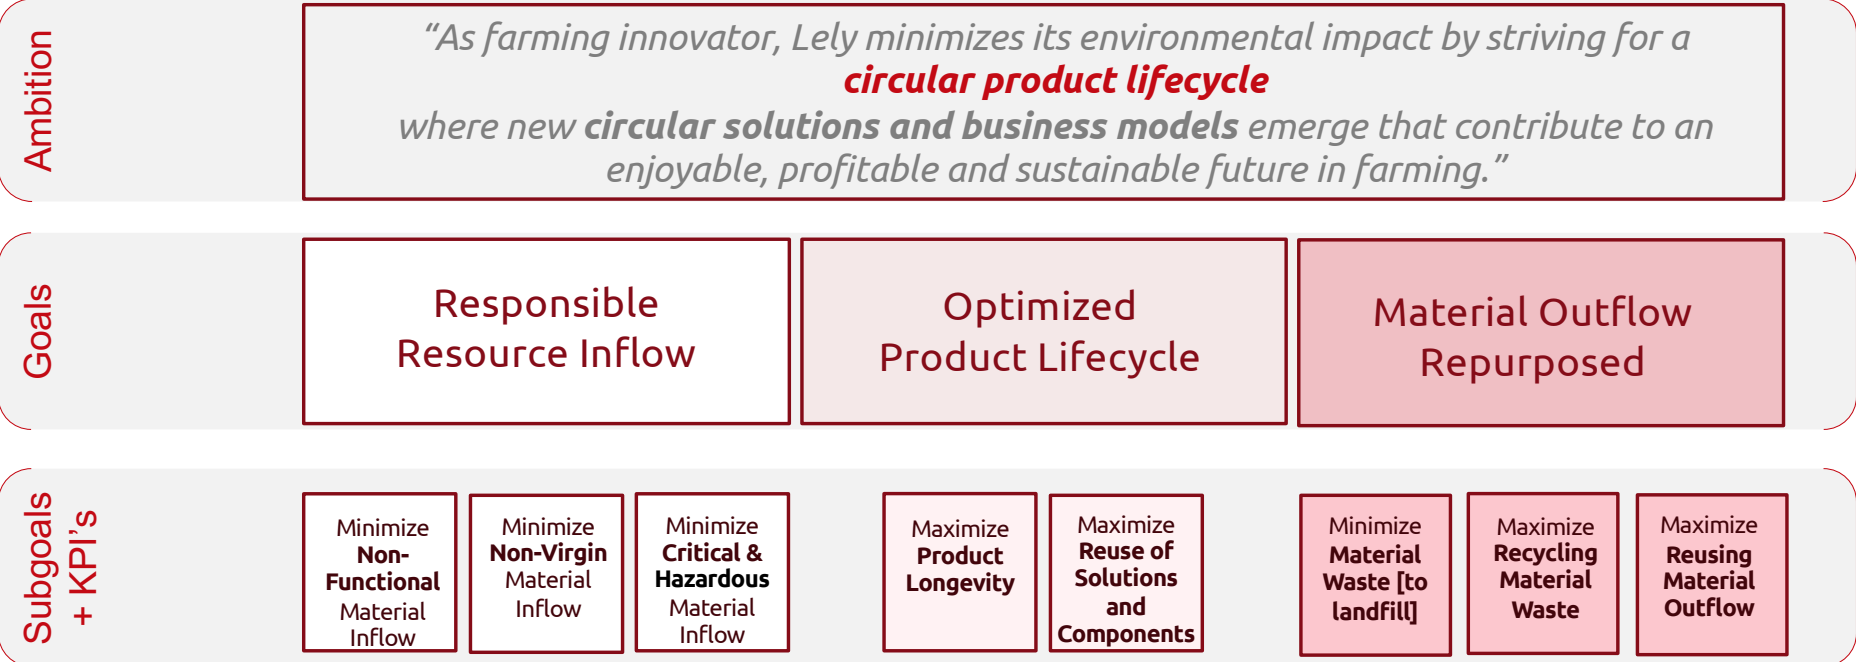 Ambition
“As farming innovator, Lely minimizes its environmental impact by striving for a
circular product lifecycle
where new circular solutions and business models emerge that contribute to an
enjoyable, profitable and sustainable future in farming.”
Goals
Responsible
Resource Inflow
Optimized
Product Lifecycle
Material Outflow
Repurposed
Subgoals
+ KPI’s
Minimize
Non-
Functional
Material
Inflow
Minimize
Non-Virgin
Material
Inflow
Minimize
Critical &
Hazardous
Material
Inflow
Maximize
Product
Longevity
Maximize
Reuse of
Solutions
and
Components
Minimize
Material
Waste [to
landfill]
Maximize
Recycling
Material
Waste
Maximize
Reusing
Material
Outflow